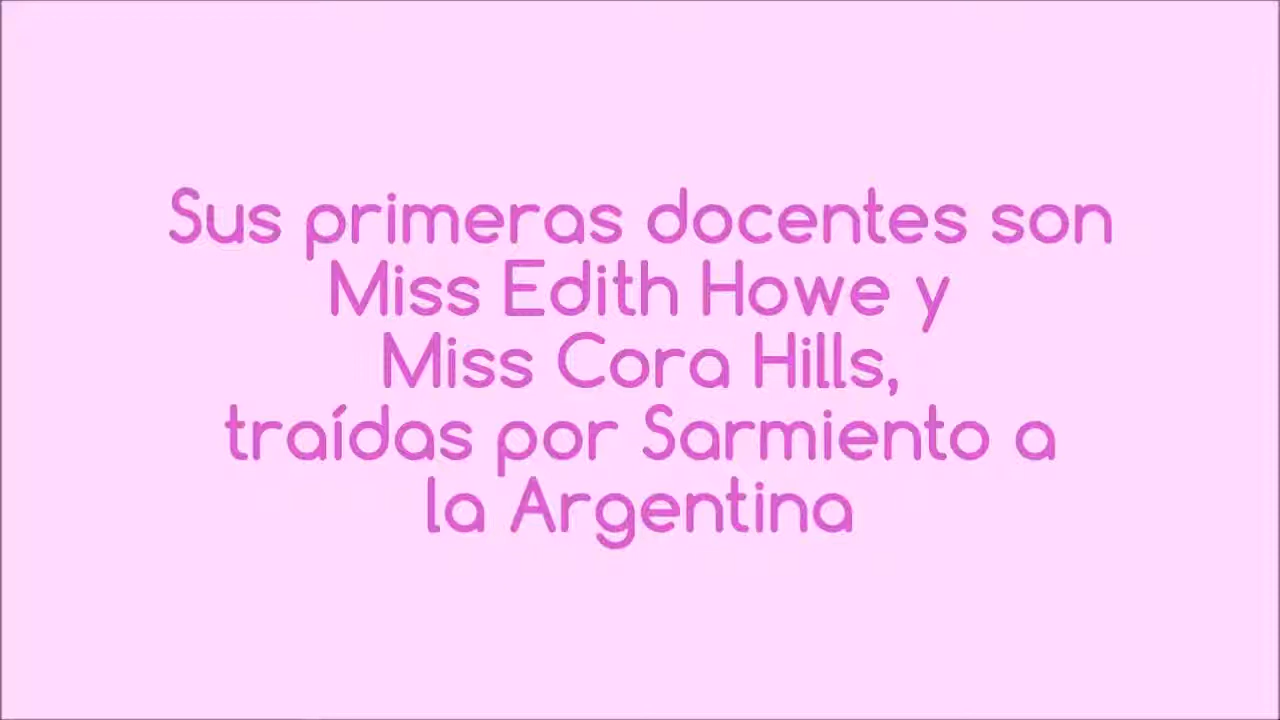 Sus primeras docentes son
Miss Edith Howe y
Miss Cora Hills,
traídas por Sarmiento a
la Argentina